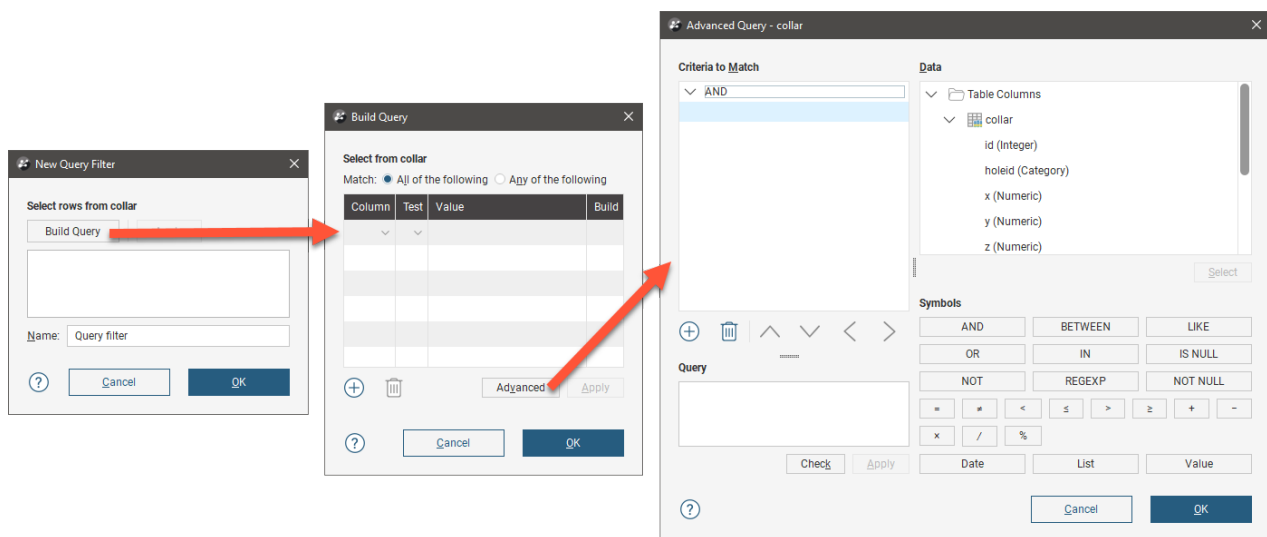 New Query Filter
Select rows from collar
Build Query
Name: Query filter
Cancel OK
Build Query
Select from collar
Match: All of the following Any of the following
Column Test Value Build
Advanced Apply
Cancel OK
Advanced Query - collar
Criteria to Match
AND
Data
Table Columns
collar
id (Integer)
holeid (Category)
x (Numeric)
y (Numeric)
z (Numeric)
Select
Query
Check Apply
Symbols
AND BETWEEN LIKE
OR IN IS NULL
NOT REGEXP NOT NULL
= ≠ < ≤ > ≥ + −
× / %
Date List Value
Cancel OK